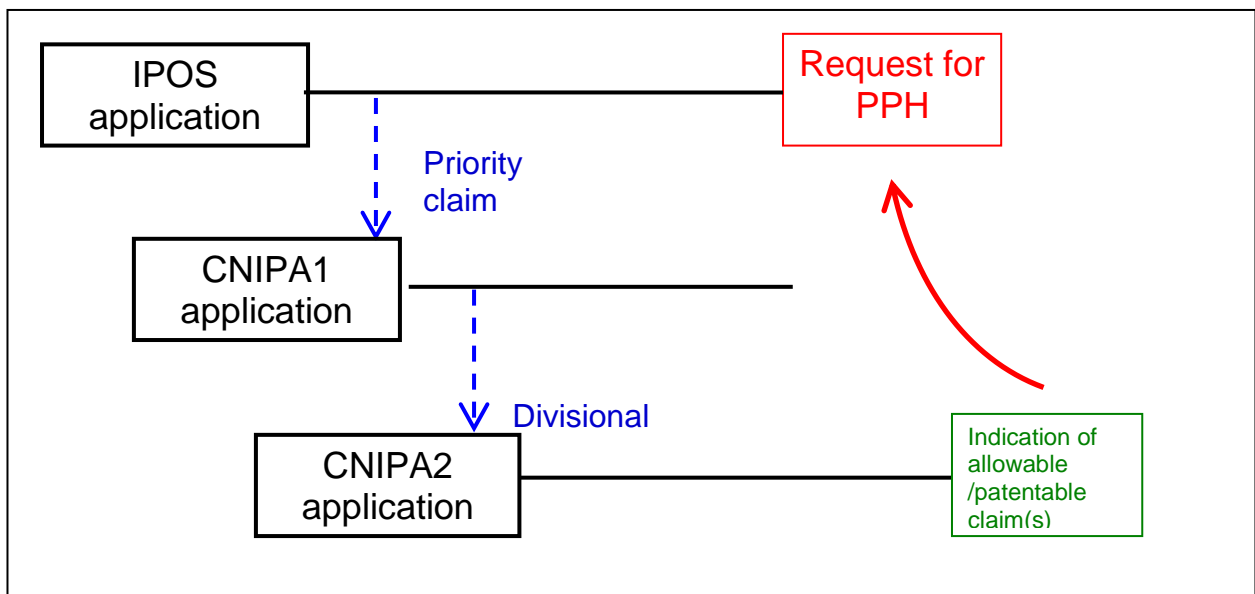 IPOS
application
Request for
PPH
Priority
claim
CNIPA1
application
Divisional
CNIPA2
application
Indication of
allowable
/patentable
claim(s)